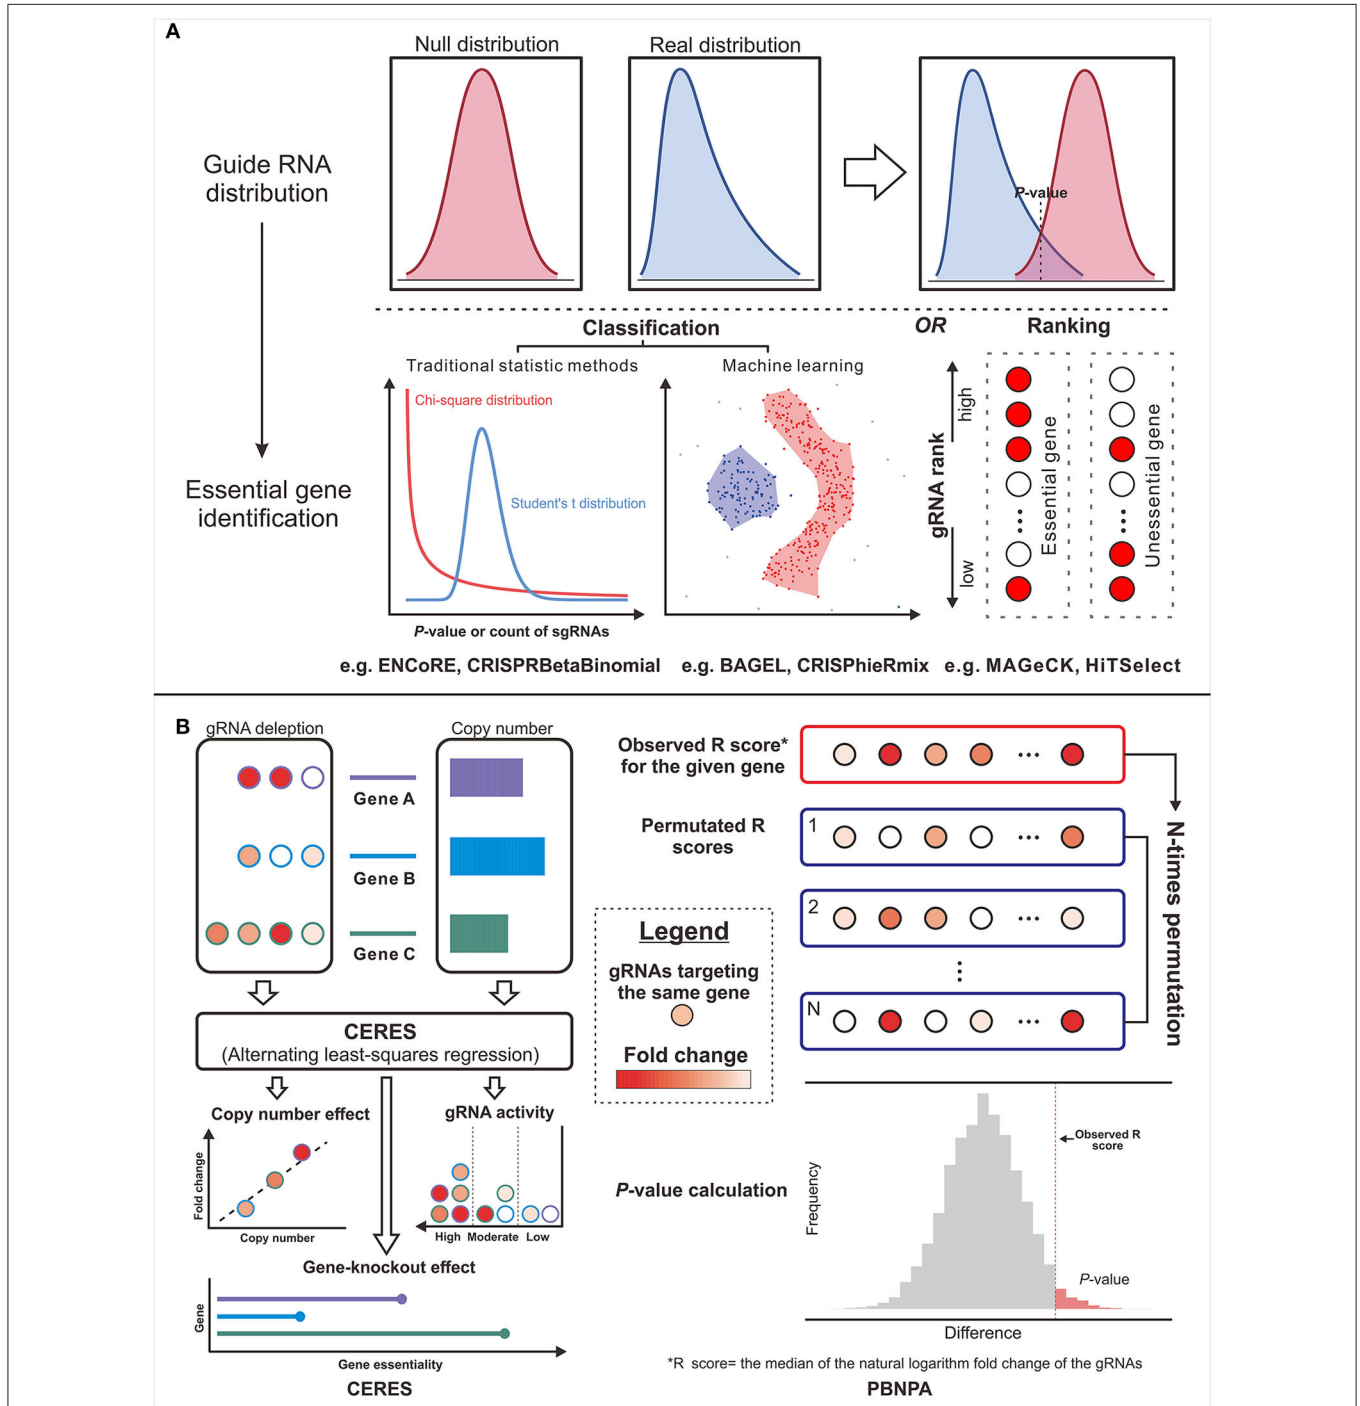 A
Null distribution
Real distribution
Guide RNA
distribution
P-value
Classification
OR
Ranking
Traditional statistic methods
Machine learning
Chi-square distribution
Student's t distribution
Essential gene
identification
P-value or count of sgRNAs
gRNA rank
high
low
Essential gene
Unessential gene
e.g. ENCoRE, CRISPRBetaBinomial
e.g. BAGEL, CRISPhieRmix
e.g. MAGeCK, HiTSelect
B
gRNA deleption
Copy number
Gene A
Gene B
Gene C
CERES
(Alternating least-squares regression)
Copy number effect
Fold change
Copy number
gRNA activity
High
Moderate
Low
Gene-knockout effect
Gene
Gene essentiality
CERES
Legend
gRNAs targeting
the same gene
Fold change
Observed R score*
for the given gene
Permutated R
scores
1
2
N
N-times permutation
P-value calculation
Frequency
Observed R
score
P-value
Difference
*R score= the median of the natural logarithm fold change of the gRNAs
PBNPA